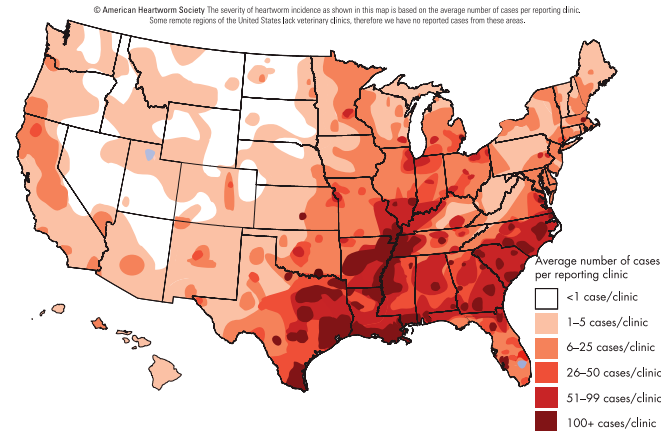 © American Heartworm Society The severity of heartworm incidence as shown in this map is based on the average number of cases per reporting clinic.
Some remote regions of the United States lack veterinary clinics, therefore we have no reported cases from these areas.
Average number of cases
per reporting clinic
<1 case/clinic
1–5 cases/clinic
6–25 cases/clinic
26–50 cases/clinic
51–99 cases/clinic
100+ cases/clinic